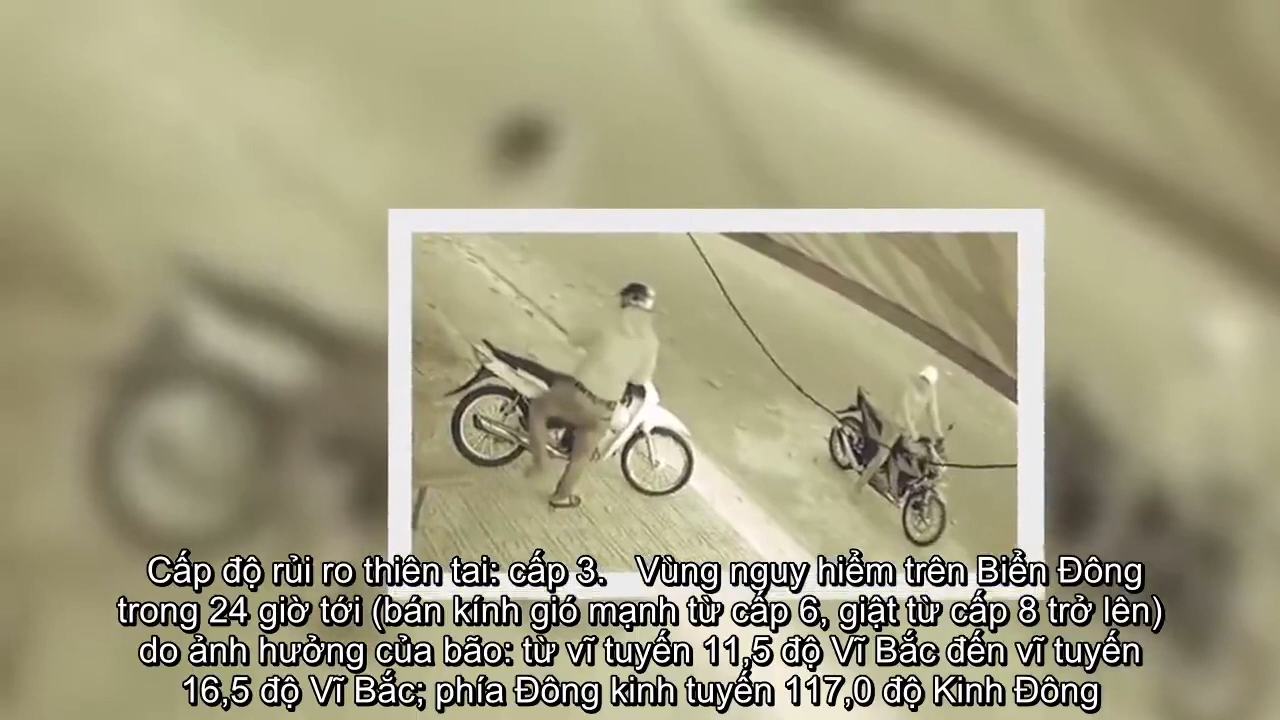 Cấp độ rủi ro thiên tai: cấp 3. Vùng nguy hiểm trên Biển Đông
trong 24 giờ tới (bán kính gió mạnh từ cấp 6, giật từ cấp 8 trở lên)
do ảnh hưởng của bão: từ vĩ tuyến 11,5 độ Vĩ Bắc đến vĩ tuyến
16,5 độ Vĩ Bắc; phía Đông kinh tuyến 117,0 độ Kinh Đông